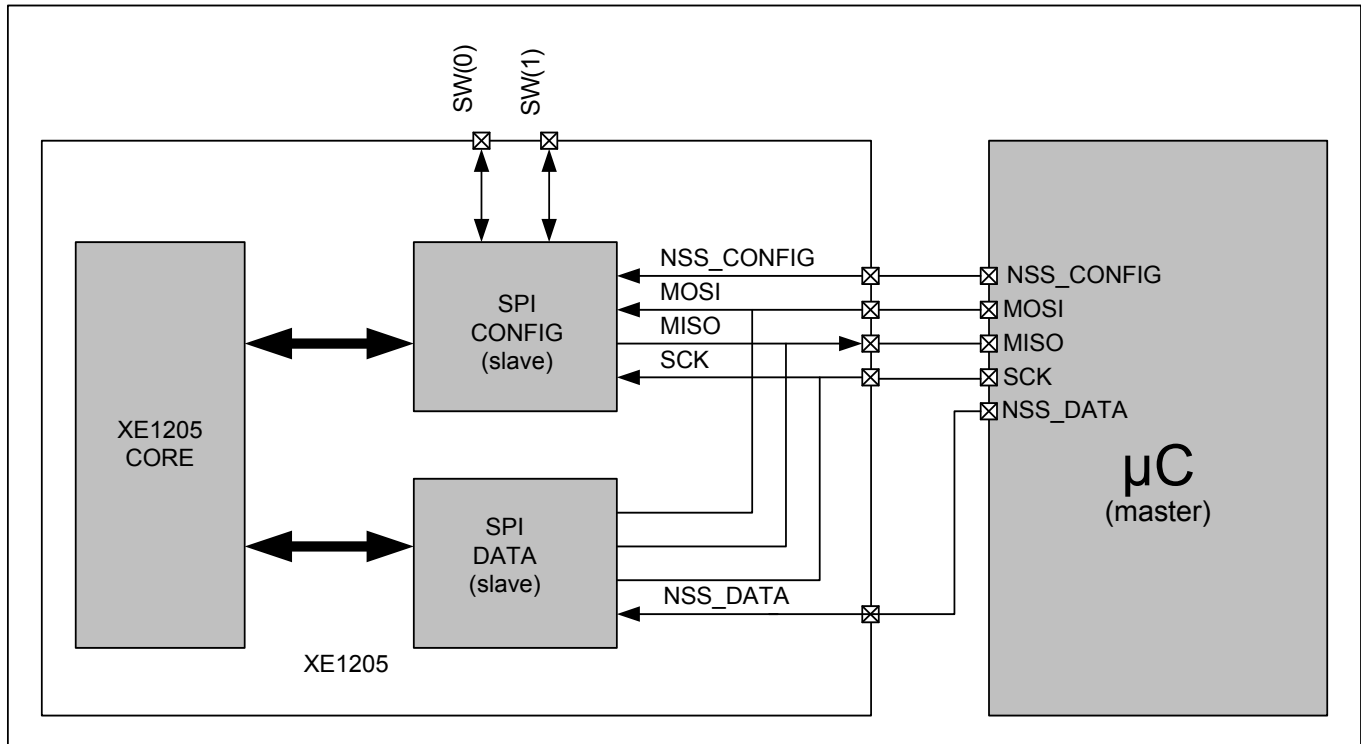 SW(0)
SW(1)
NSS_CONFIG
MOSI
MISO
SCK
SPI
CONFIG
(slave)
NSS_CONFIG
MOSI
MISO
SCK
NSS_DATA
XE1205
CORE
µC
(master)
SPI
DATA
(slave)
NSS_DATA
XE1205